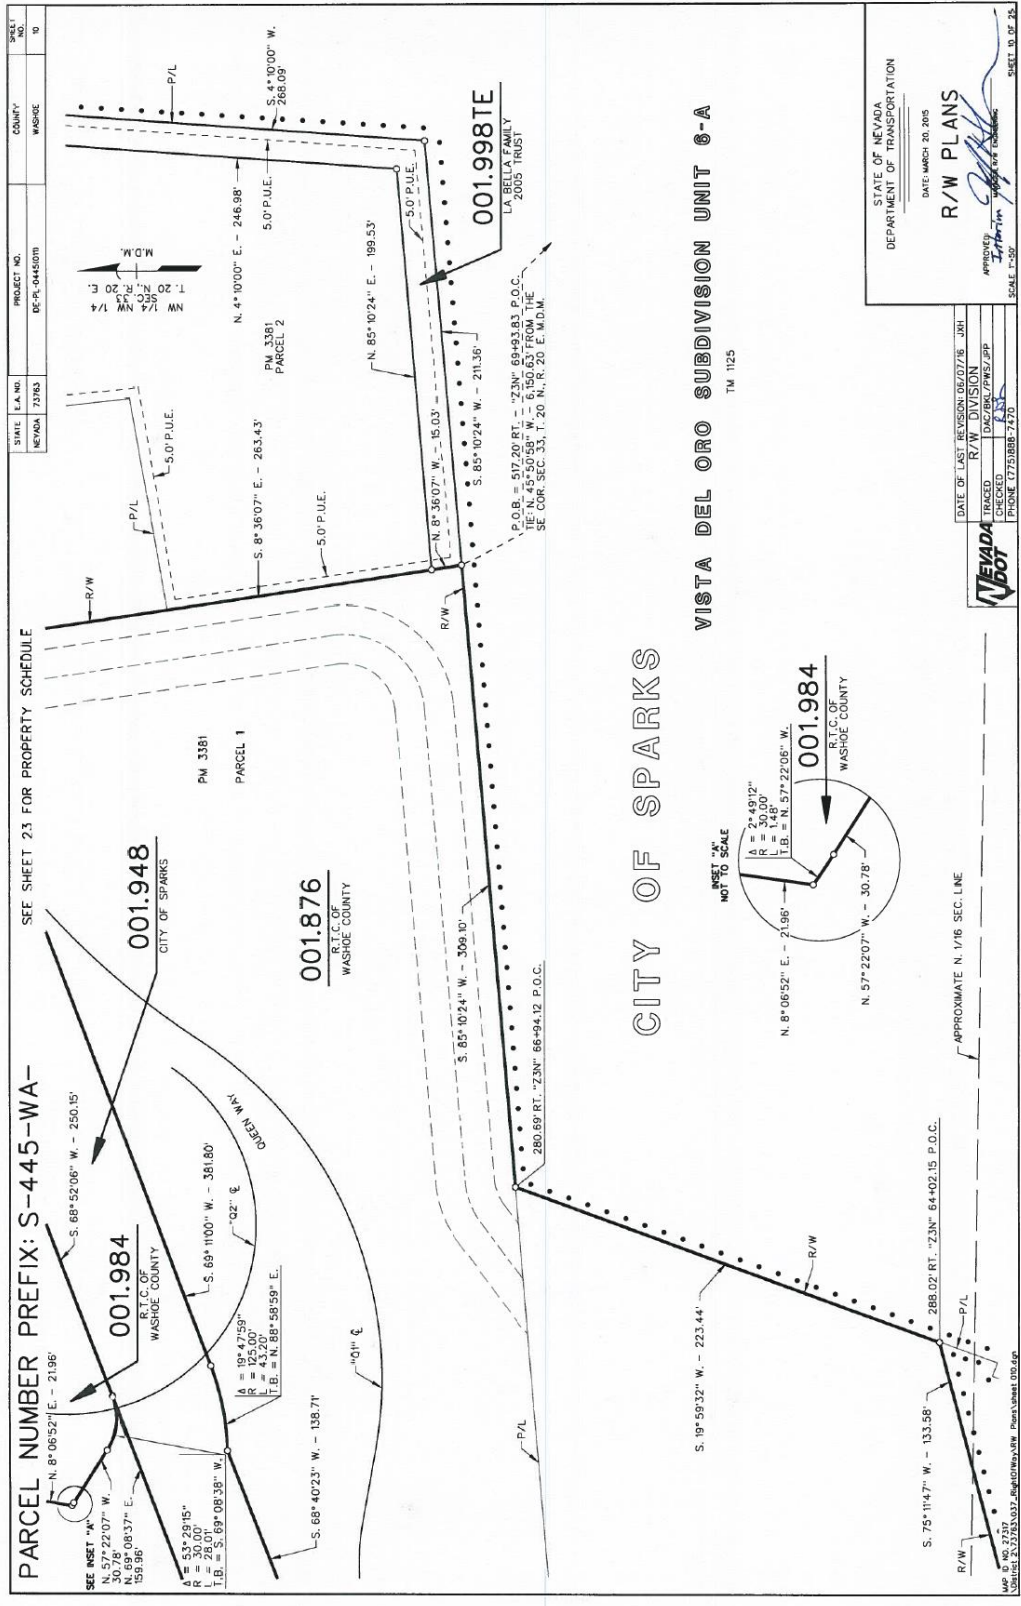 STATE
E.A. NO.
PROJECT NO.
COUNTY
SHEET NO.
NEVADA
73763
DE-PL-0445(011)
WASHOE
10
PARCEL NUMBER PREFIX: S-445-WA-
SEE SHEET 23 FOR PROPERTY SCHEDULE
N. 8° 06'52" E. - 21.96'
SEE INSET "A"
N. 57° 22'07" W.
30.78'
N. 69° 08'37" E.
159.96'
Δ = 53° 29'15"
R = 30.00'
L = 28.01'
T.B. = S. 69° 08'38" W.
001.984
R.T.C. OF
WASHOE COUNTY
S. 68° 52'06" W. - 250.15'
001.948
CITY OF SPARKS
S. 69° 11'00" W. - 381.80'
"Q2" ℄
QUEEN WAY
Δ = 19° 47'59"
R = 125.00'
L = 43.20'
T.B. = N. 88° 58'59" E.
S. 68° 40'23" W. - 138.71'
"Q1" ℄
001.876
R.T.C. OF
WASHOE COUNTY
PM 3381
PARCEL 1
R/W
P/L
5.0' P.U.E.
S. 8° 36'07" E. - 263.43'
5.0' P.U.E.
NW 1/4 NW 1/4
SEC. 33
T. 20 N., R. 20 E.
M.D.M.
PM 3381
PARCEL 2
N. 4° 10'00" E. - 246.98'
5.0' P.U.E.
P/L
S. 4° 10'00" W.
268.09'
N. 85° 10'24" E. - 199.53'
5.0' P.U.E.
N. 8° 36'07" W. - 15.03'
R/W
S. 85° 10'24" W. - 211.36'
001.998TE
LA BELLA FAMILY
2005 TRUST
P.O.B. = 517.20' RT. - "Z3N" 69+93.83 P.O.C.
TIE: N. 45° 50'58" W. - 6,150.63' FROM THE
SE COR. SEC. 33, T. 20 N., R. 20 E. M.D.M.
S. 85° 10'24" W. - 309.10'
280.69' RT. "Z3N" 66+94.12 P.O.C.
P/L
CITY OF SPARKS
VISTA DEL ORO SUBDIVISION UNIT 6-A
TM 1125
S. 19° 59'32" W. - 223.44'
R/W
INSET "A"
NOT TO SCALE
Δ = 2° 49'12"
R = 30.00'
L = 1.48'
T.B. = N. 57° 22'06" W.
001.984
R.T.C. OF
WASHOE COUNTY
N. 8° 06'52" E. - 21.96'
N. 57° 22'07" W. - 30.78'
288.02' RT. "Z3N" 64+02.15 P.O.C.
P/L
S. 75° 11'47" W. - 133.58'
R/W
APPROXIMATE N. 1/16 SEC. LINE
STATE OF NEVADA
DEPARTMENT OF TRANSPORTATION
DATE: MARCH 20, 2015
R/W PLANS
APPROVED:
Interim
MANAGER R/W ENGINEERING
SCALE 1"=50'
SHEET 10 OF 25
NEVADA
DOT
DATE OF LAST REVISION: 06/07/16 JXH
R/W DIVISION
TRACED DAC/BKL/PWS/JPP
CHECKED
PHONE (775)888-7470
MAP ID NO. 27317